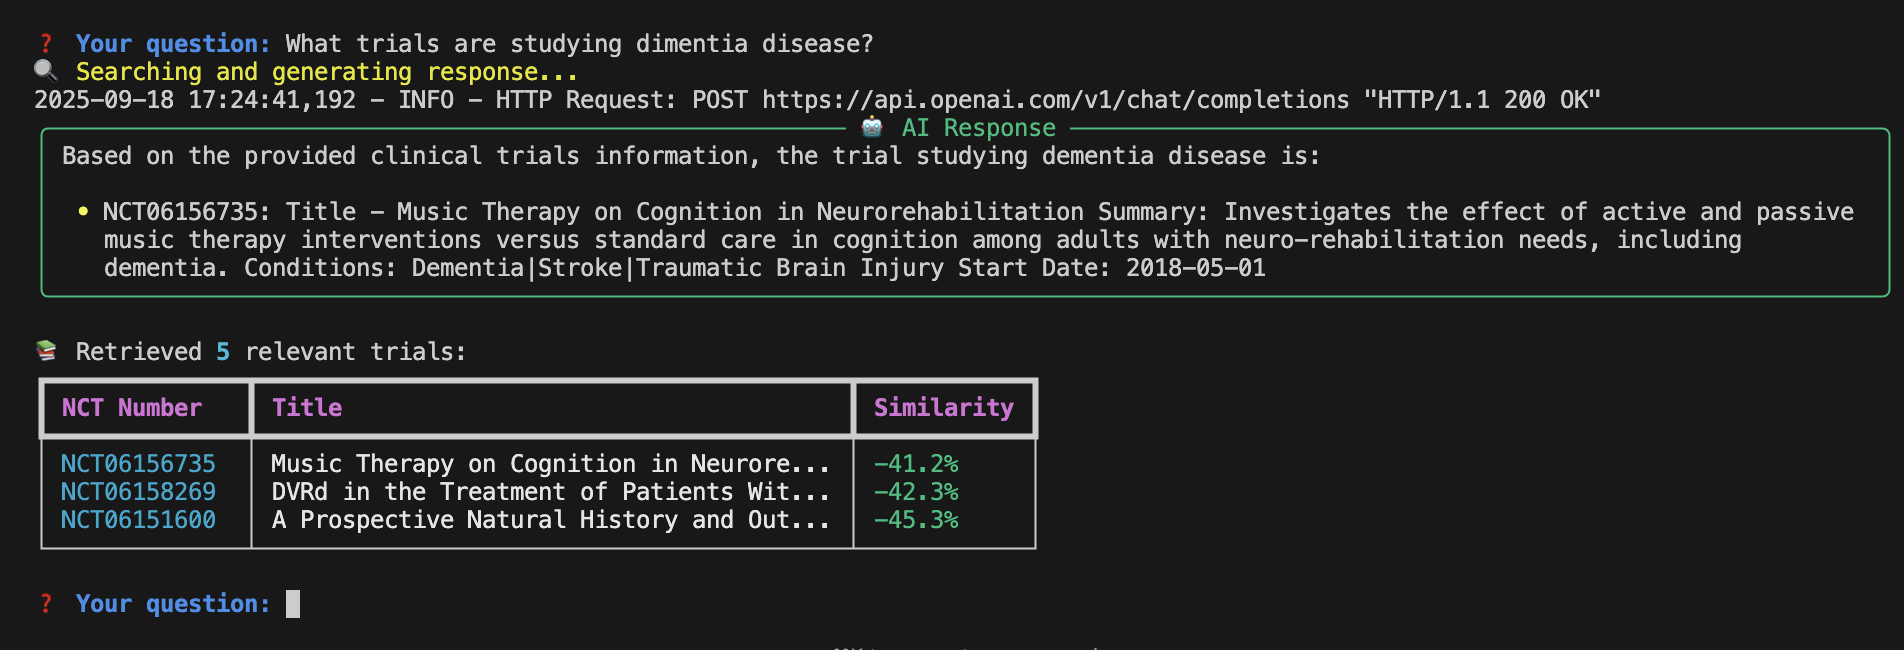 ❓ Your question: What trials are studying dimentia disease?
🔍 Searching and generating response...
2025-09-18 17:24:41,192 - INFO - HTTP Request: POST https://api.openai.com/v1/chat/completions "HTTP/1.1 200 OK"
🤖 AI Response
Based on the provided clinical trials information, the trial studying dementia disease is:
• NCT06156735: Title - Music Therapy on Cognition in Neurorehabilitation Summary: Investigates the effect of active and passive
music therapy interventions versus standard care in cognition among adults with neuro-rehabilitation needs, including
dementia. Conditions: Dementia|Stroke|Traumatic Brain Injury Start Date: 2018-05-01
📚 Retrieved 5 relevant trials:
NCT Number Title Similarity
NCT06156735 Music Therapy on Cognition in Neurore... -41.2%
NCT06158269 DVRd in the Treatment of Patients Wit... -42.3%
NCT06151600 A Prospective Natural History and Out... -45.3%
❓ Your question: